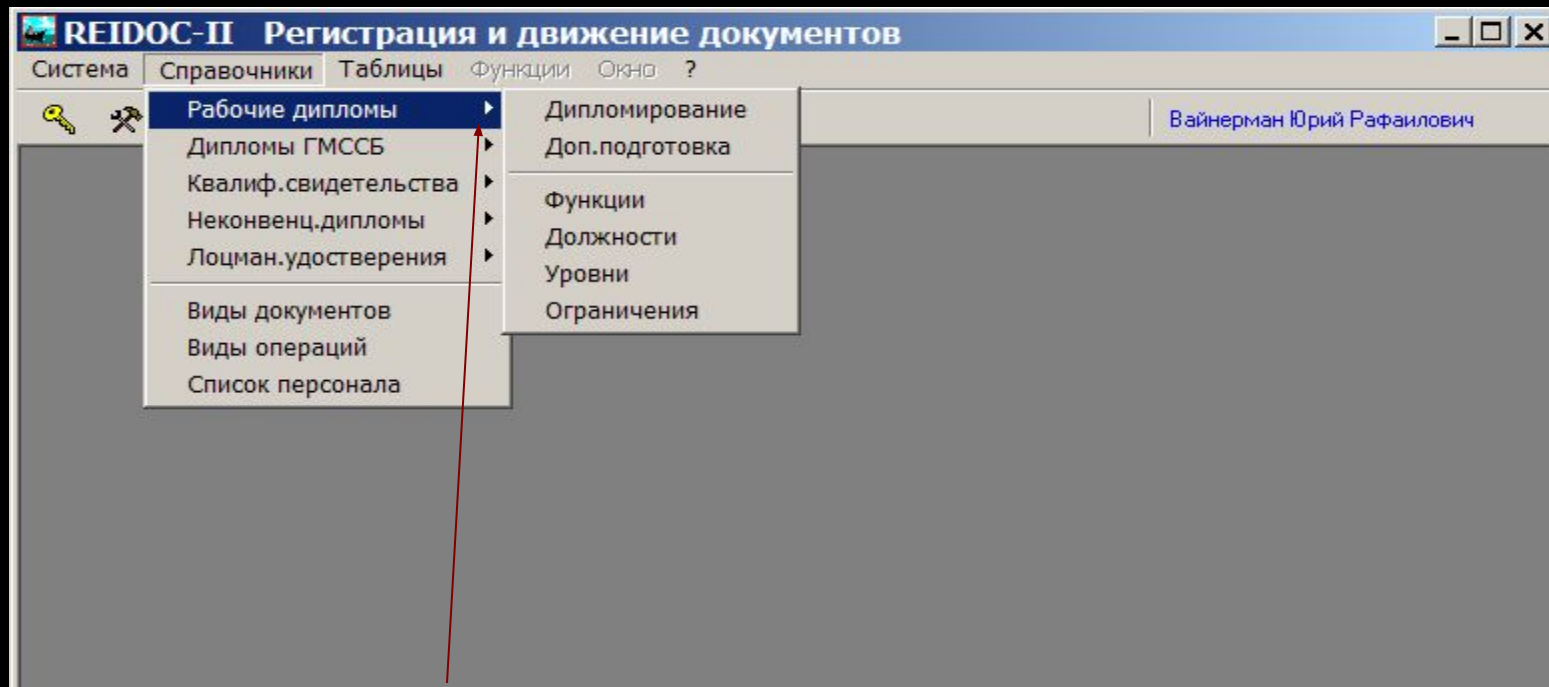 REIDOC-II Регистрация и движение документов
Система Справочники Таблицы Функции Окно ?
Вайнерман Юрий Рафаилович
Рабочие дипломы
Дипломы ГМССБ
Квалиф.свидетельства
Неконвенц.дипломы
Лоцман.удостверения
Виды документов
Виды операций
Список персонала
Дипломирование
Доп.подготовка
Функции
Должности
Уровни
Ограничения